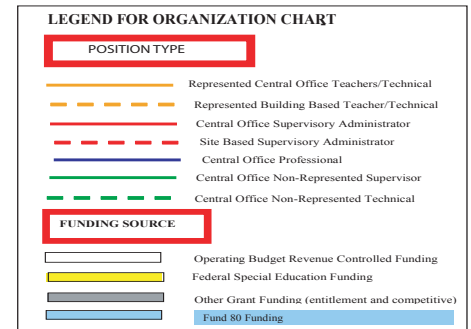 LEGEND FOR ORGANIZATION CHART
POSITION TYPE
Represented Central Office Teachers/Technical
Represented Building Based Teacher/Technical
Central Office Supervisory Administrator
Site Based Supervisory Administrator
Central Office Professional
Central Office Non-Represented Supervisor
Central Office Non-Represented Technical
FUNDING SOURCE
Operating Budget Revenue Controlled Funding
Federal Special Education Funding
Other Grant Funding (entitlement and competitive)
Fund 80 Funding